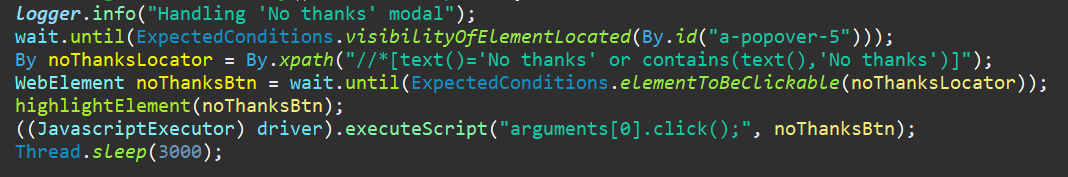 logger.info("Handling 'No thanks' modal");
wait.until(ExpectedConditions.visibilityOfElementLocated(By.id("a-popover-5")));
By noThanksLocator = By.xpath("//*[text()='No thanks' or contains(text(),'No thanks')]");
WebElement noThanksBtn = wait.until(ExpectedConditions.elementToBeClickable(noThanksLocator));
highlightElement(noThanksBtn);
((JavascriptExecutor) driver).executeScript("arguments[0].click();", noThanksBtn);
Thread.sleep(3000);